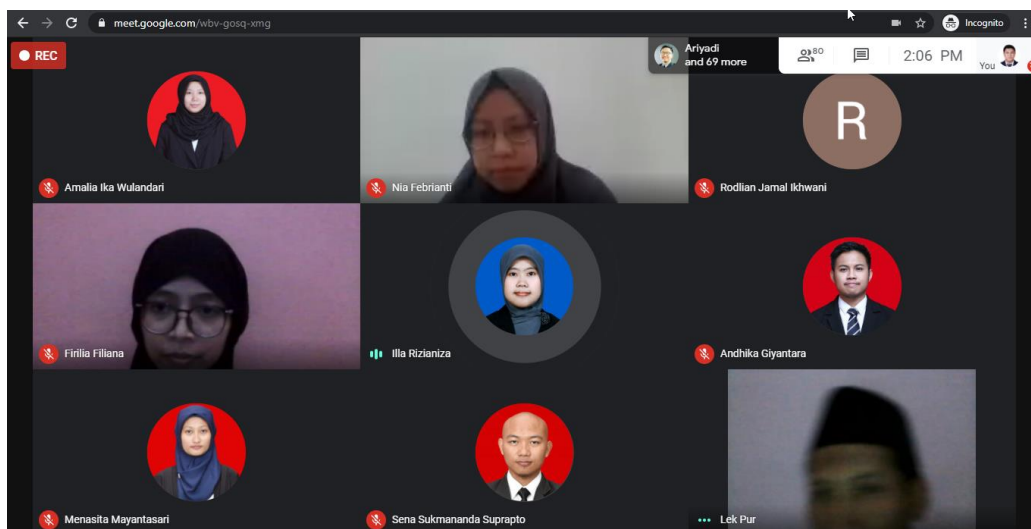 meet.google.com/wbv-gosq-xmg
Incognito
REC
Ariyadi
and 69 more
80
2:06 PM
You
Amalia Ika Wulandari
Nia Febrianti
R
Rodlian Jamal Ikhwani
Firilia Filiana
Illa Rizianiza
Andhika Giyantara
Menasita Mayantasari
Sena Sukmananda Suprapto
Lek Pur